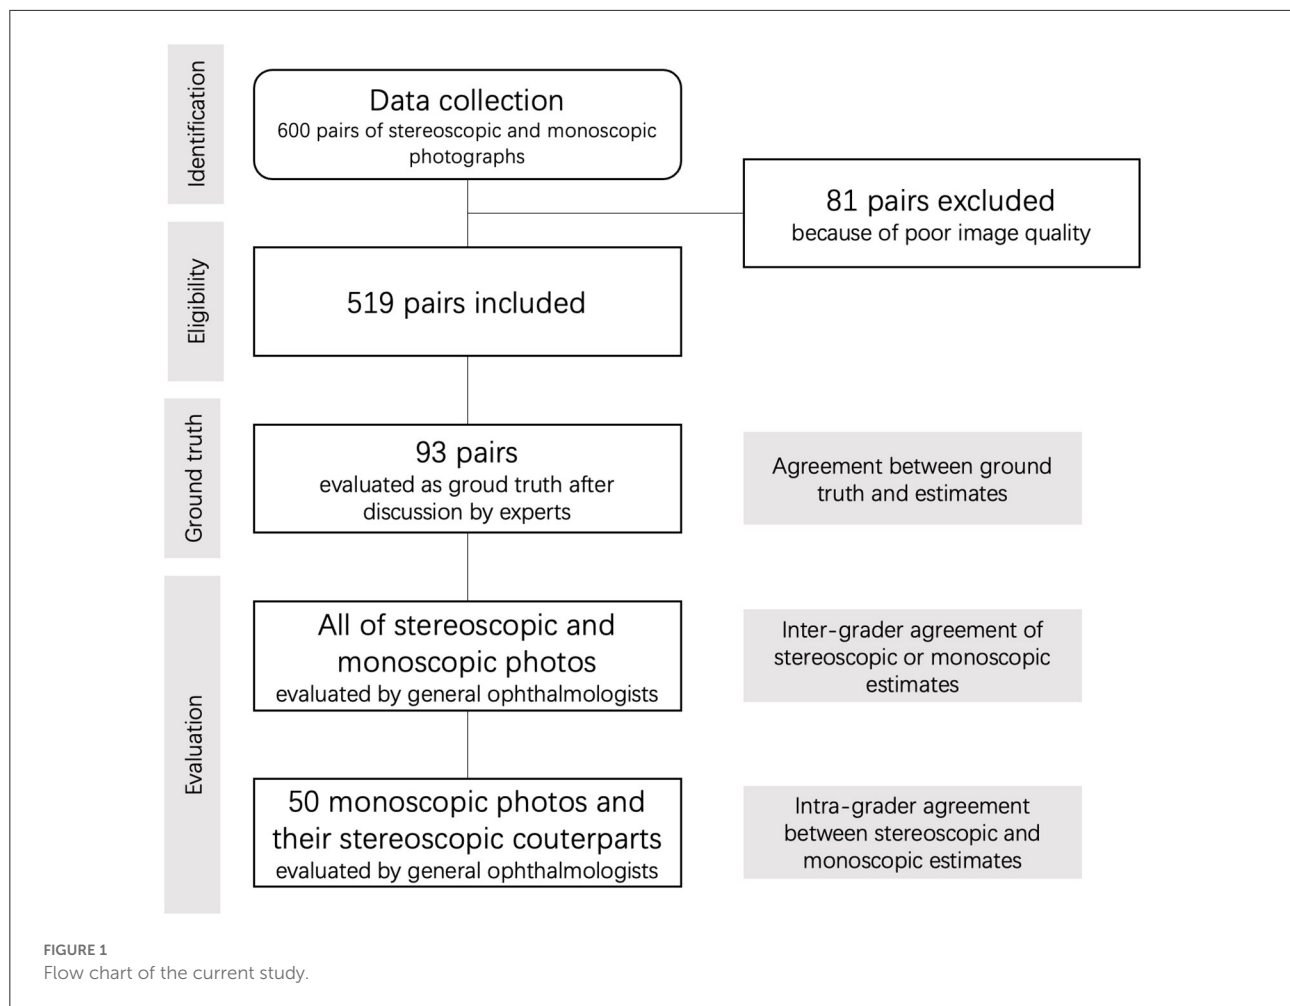 Identification
Data collection
600 pairs of stereoscopic and monoscopic
photographs
81 pairs excluded
because of poor image quality
Eligibility
519 pairs included
Ground truth
93 pairs
evaluated as groud truth after
discussion by experts
Agreement between ground
truth and estimates
Evaluation
All of stereoscopic and
monoscopic photos
evaluated by general ophthalmologists
Inter-grader agreement of
stereoscopic or monoscopic
estimates
50 monoscopic photos and
their stereoscopic couterparts
evaluated by general ophthalmologists
Intra-grader agreement
between stereoscopic and
monoscopic estimates
FIGURE 1
Flow chart of the current study.